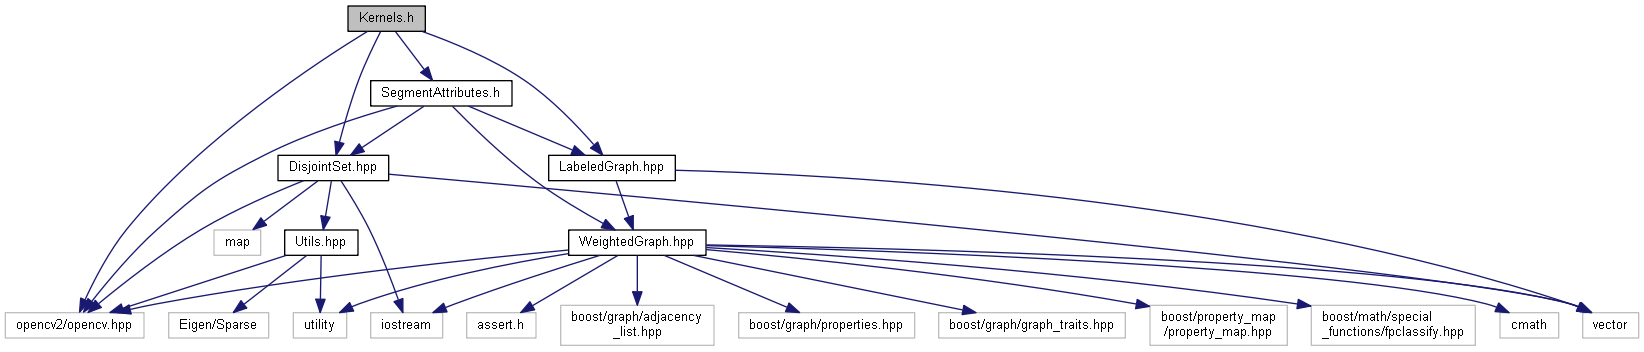 Kernels.h
SegmentAttributes.h
DisjointSet.hpp
LabeledGraph.hpp
map
Utils.hpp
WeightedGraph.hpp
opencv2/opencv.hpp
Eigen/Sparse
utility
iostream
assert.h
boost/graph/adjacency
_list.hpp
boost/graph/properties.hpp
boost/graph/graph_traits.hpp
boost/property_map
/property_map.hpp
boost/math/special
_functions/fpclassify.hpp
cmath
vector